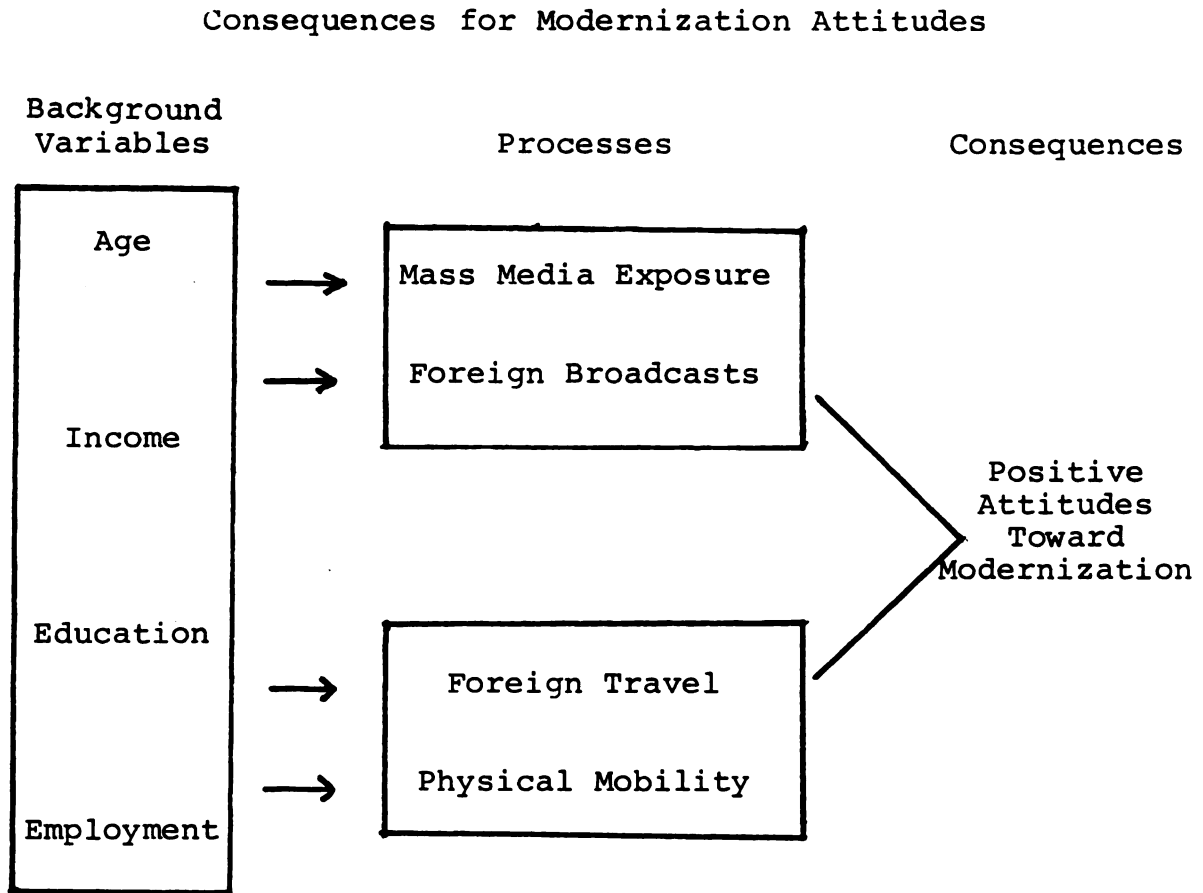 Consequences for Modernization Attitudes
Background
Variables
Processes
Consequences
Age
Income
Education
Employment
Mass Media Exposure
Foreign Broadcasts
Foreign Travel
Physical Mobility
Positive
Attitudes
Toward
Modernization